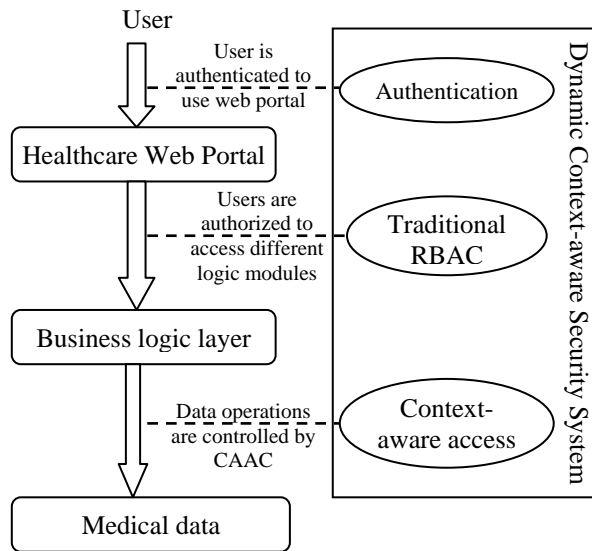 User
User is
authenticated to
use web portal
Authentication
Healthcare Web Portal
Users are
authorized to
access different
logic modules
Traditional
RBAC
Business logic layer
Data operations
are controlled by
CAAC
Context-
aware access
Medical data
Dynamic Context-aware Security System